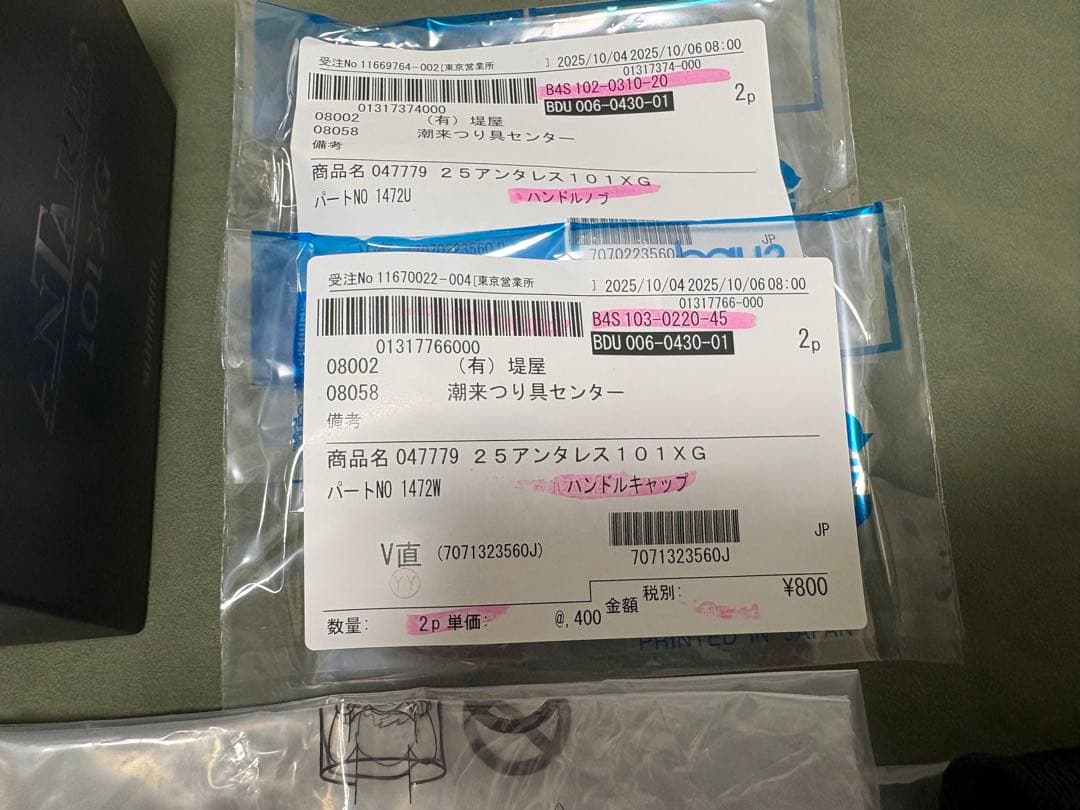 ANTARES
101XG
受注No 11669764-002[東京営業所 ] 2025/10/04 2025/10/06 08:00
01317374-000
B4S 102-0310-20
BDU 006-0430-01
2p
01317374000
08002 (有) 堤屋
08058 潮来つり具センター
備考
商品名 047779 25アンタレス101XG
パートNO 1472U ハンドルノブ
7070223560J)
7070223560
JP
受注No 11670022-004[東京営業所 ] 2025/10/04 2025/10/06 08:00
01317766-000
B4S 103-0220-45
BDU 006-0430-01
2p
01317766000
08002 (有) 堤屋
08058 潮来つり具センター
備考
商品名 047779 25アンタレス101XG
パートNO 1472W ハンドルキャップ
V直 (7071323560J)
7071323560J
JP
YY
数量: 2p 単価: @,400 金額 税別: ¥800
PRINTED IN JAPAN